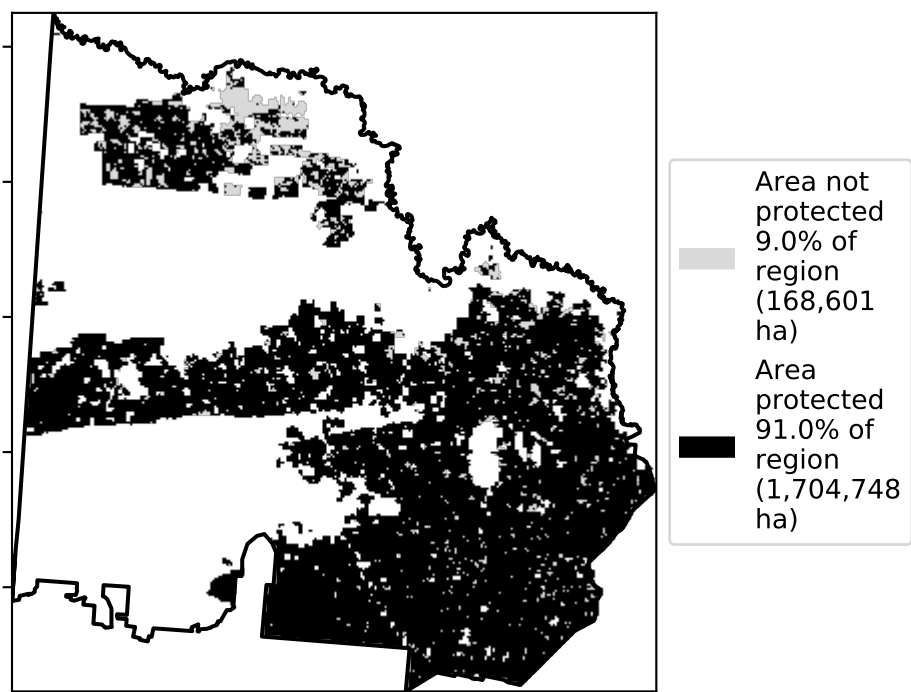 Area not
protected
9.0% of
region
(168,601
ha)
Area
protected
91.0% of
region
(1,704,748
ha)